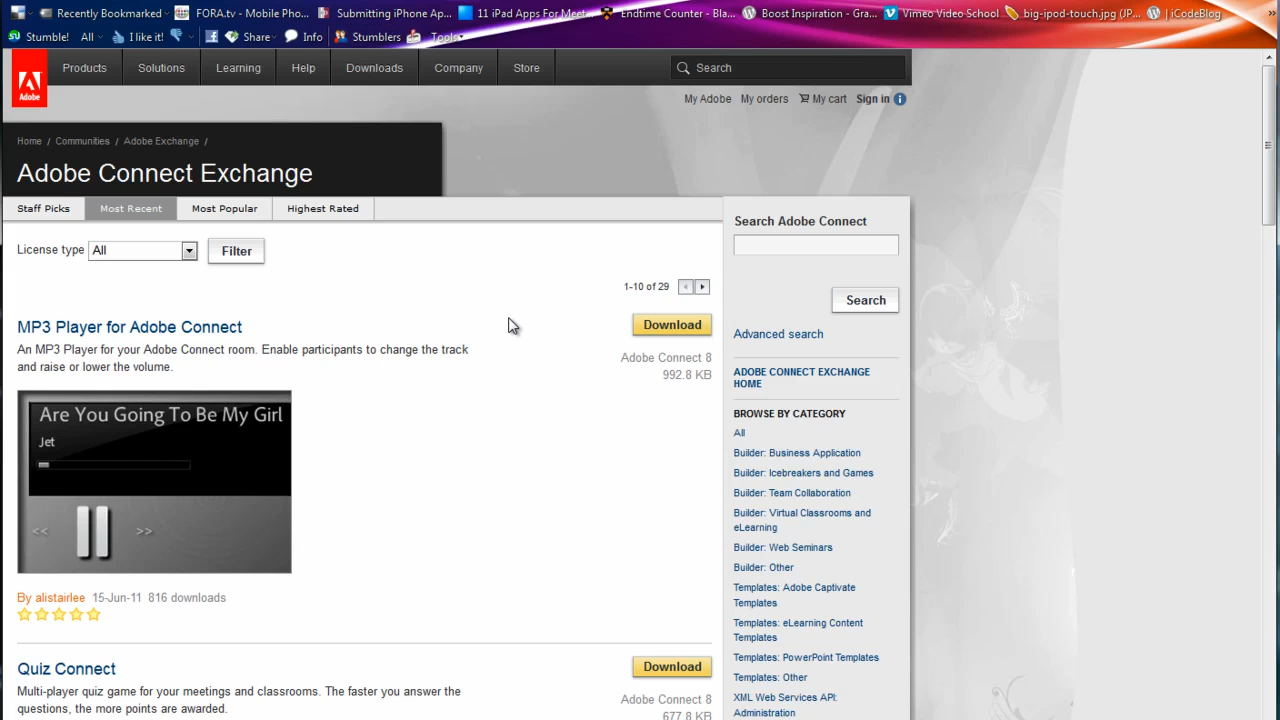 Recently Bookmarked
FORA.tv - Mobile Pho...
Submitting iPhone Ap...
11 iPad Apps For Meet...
Endtime Counter - Bla...
Boost Inspiration - Gra...
Vimeo Video School
big-ipod-touch.jpg (JP...
| iCodeBlog
»
Stumble!
All
I like it!
Share
Info
Stumblers
Tools
Adobe
Products
Solutions
Learning
Help
Downloads
Company
Store
Search
My Adobe
My orders
My cart
Sign in
i
Home / Communities / Adobe Exchange /
Adobe Connect Exchange
Staff Picks
Most Recent
Most Popular
Highest Rated
License type
All
Filter
1-10 of 29
MP3 Player for Adobe Connect
Download
An MP3 Player for your Adobe Connect room. Enable participants to change the track
and raise or lower the volume.
Adobe Connect 8
992.8 KB
Are You Going To Be My Girl
Jet
<<
>>
By alistairlee 15-Jun-11 816 downloads
Quiz Connect
Download
Multi-player quiz game for your meetings and classrooms. The faster you answer the
questions, the more points are awarded.
Adobe Connect 8
677.8 KB
Search Adobe Connect
Search
Advanced search
ADOBE CONNECT EXCHANGE
HOME
BROWSE BY CATEGORY
All
Builder: Business Application
Builder: Icebreakers and Games
Builder: Team Collaboration
Builder: Virtual Classrooms and
eLearning
Builder: Web Seminars
Builder: Other
Templates: Adobe Captivate
Templates
Templates: eLearning Content
Templates
Templates: PowerPoint Templates
Templates: Other
XML Web Services API:
Administration